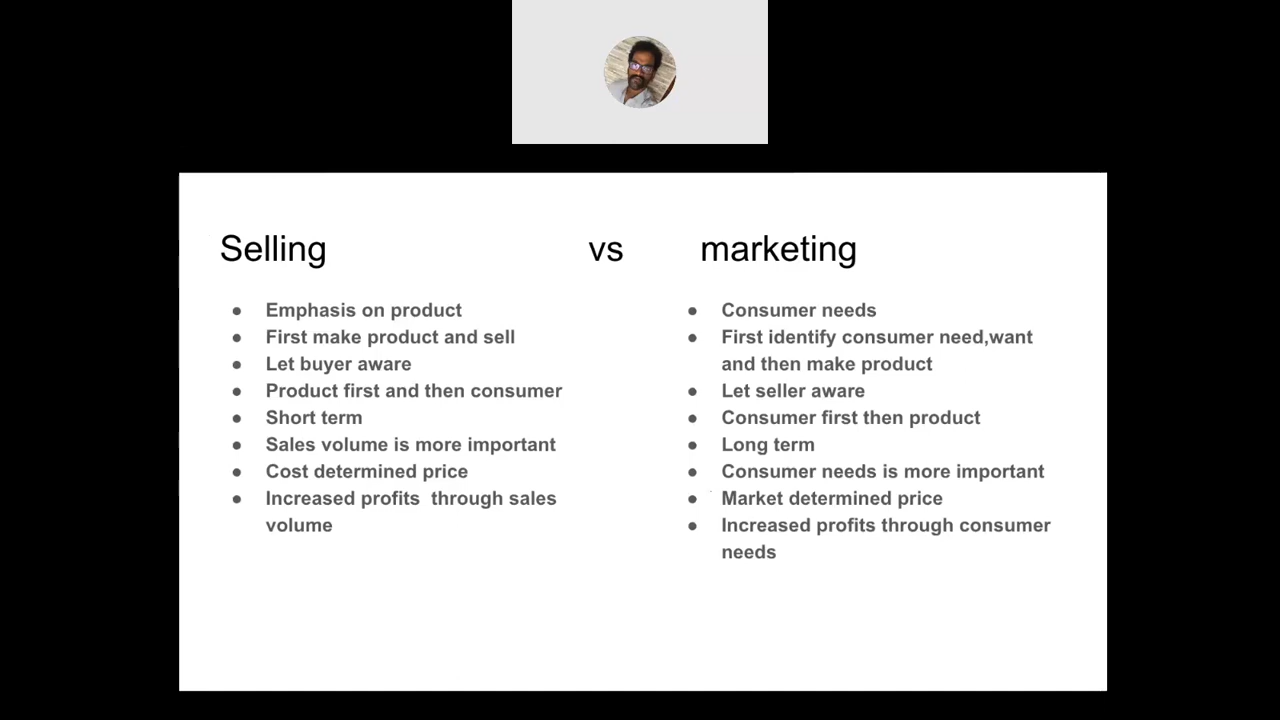 Selling vs marketing
● Emphasis on product
● First make product and sell
● Let buyer aware
● Product first and then consumer
● Short term
● Sales volume is more important
● Cost determined price
● Increased profits through sales
volume
● Consumer needs
● First identify consumer need,want
and then make product
● Let seller aware
● Consumer first then product
● Long term
● Consumer needs is more important
● Market determined price
● Increased profits through consumer
needs